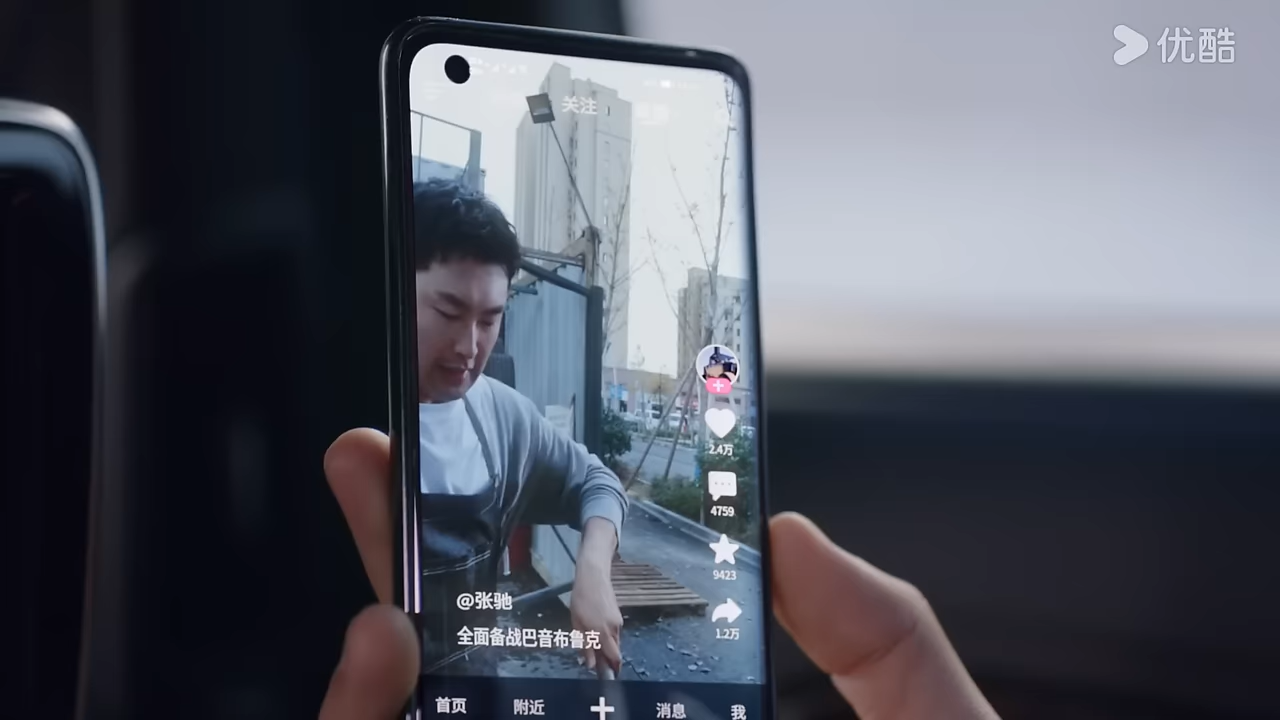 优酷
关注
2.4万
4759
9423
1.2万
@张驰
全面备战巴音布鲁克
首页
附近
消息
我